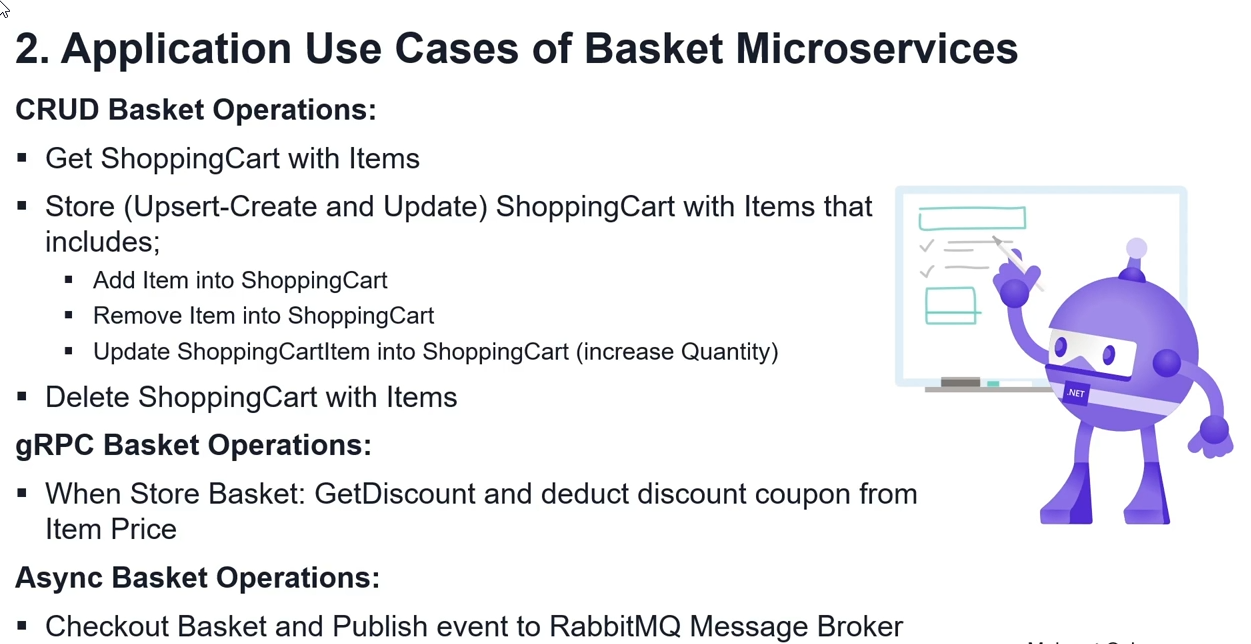 2. Application Use Cases of Basket Microservices
CRUD Basket Operations:
▪ Get ShoppingCart with Items
▪ Store (Upsert-Create and Update) ShoppingCart with Items that
includes;
▪ Add Item into ShoppingCart
▪ Remove Item into ShoppingCart
▪ Update ShoppingCartItem into ShoppingCart (increase Quantity)
▪ Delete ShoppingCart with Items
gRPC Basket Operations:
▪ When Store Basket: GetDiscount and deduct discount coupon from
Item Price
Async Basket Operations:
▪ Checkout Basket and Publish event to RabbitMQ Message Broker
.NET